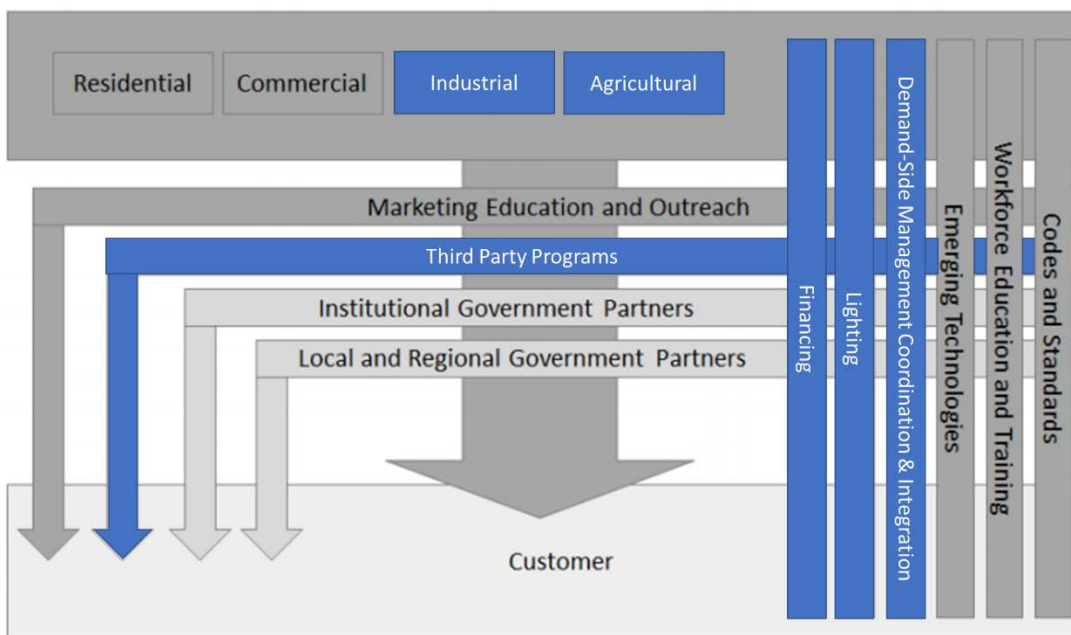 Residential
Commercial
Industrial
Agricultural
Marketing Education and Outreach
Third Party Programs
Institutional Government Partners
Local and Regional Government Partners
Financing
Lighting
Demand-Side Management Coordination & Integration
Emerging Technologies
Workforce Education and Training
Codes and Standards
Customer